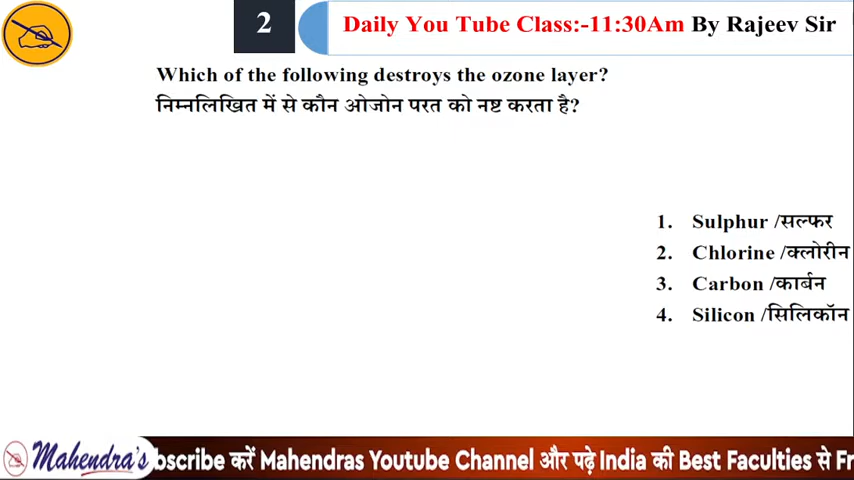 2
Daily You Tube Class:-11:30Am By Rajeev Sir
Which of the following destroys the ozone layer?
निम्नलिखित में से कौन ओजोन परत को नष्ट करता है?
1. Sulphur /सल्फर
2. Chlorine /क्लोरीन
3. Carbon /कार्बन
4. Silicon /सिलिकॉन
Mahendra's bscribe करें Mahendras Youtube Channel और पढ़े India की Best Faculties से Fr